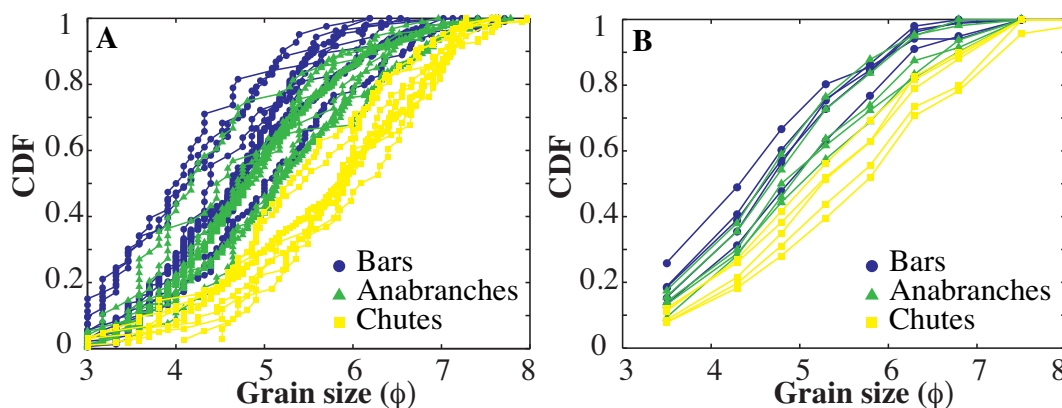 A
CDF
1
0.8
0.6
0.4
0.2
0
Bars
Anabranches
Chutes
3 4 5 6 7 8
Grain size (ϕ)
B
CDF
1
0.8
0.6
0.4
0.2
0
Bars
Anabranches
Chutes
3 4 5 6 7 8
Grain size (ϕ)